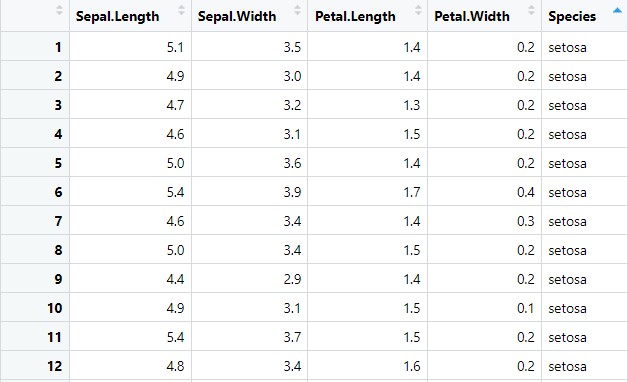 Sepal.Length Sepal.Width Petal.Length Petal.Width Species
1 5.1 3.5 1.4 0.2 setosa
2 4.9 3.0 1.4 0.2 setosa
3 4.7 3.2 1.3 0.2 setosa
4 4.6 3.1 1.5 0.2 setosa
5 5.0 3.6 1.4 0.2 setosa
6 5.4 3.9 1.7 0.4 setosa
7 4.6 3.4 1.4 0.3 setosa
8 5.0 3.4 1.5 0.2 setosa
9 4.4 2.9 1.4 0.2 setosa
10 4.9 3.1 1.5 0.1 setosa
11 5.4 3.7 1.5 0.2 setosa
12 4.8 3.4 1.6 0.2 setosa